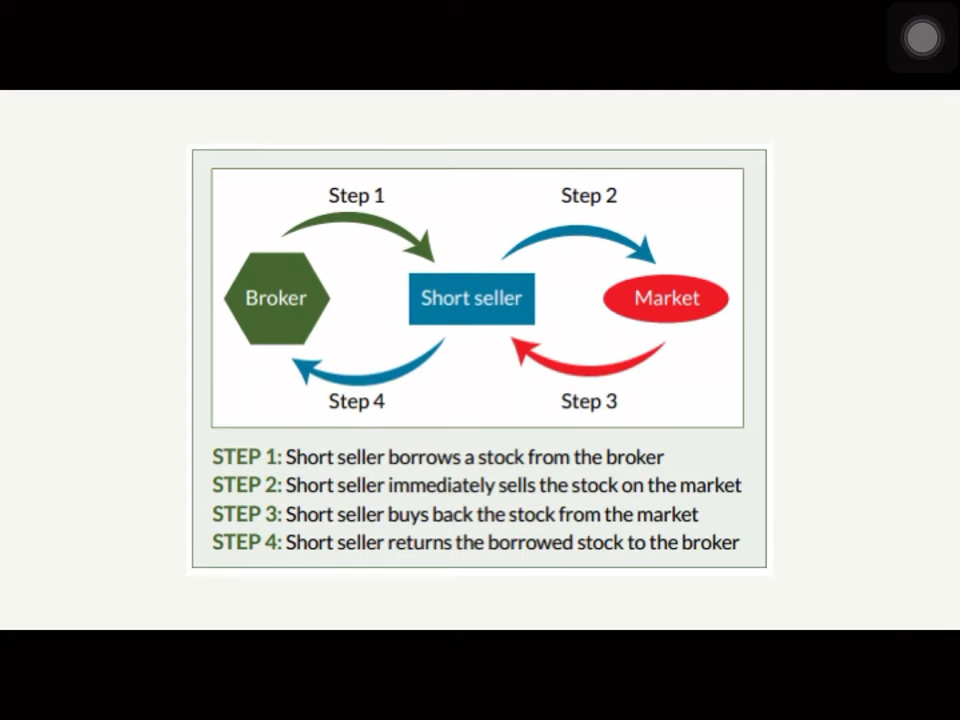 Step 1
Step 2
Broker
Short seller
Market
Step 4
Step 3
STEP 1: Short seller borrows a stock from the broker
STEP 2: Short seller immediately sells the stock on the market
STEP 3: Short seller buys back the stock from the market
STEP 4: Short seller returns the borrowed stock to the broker